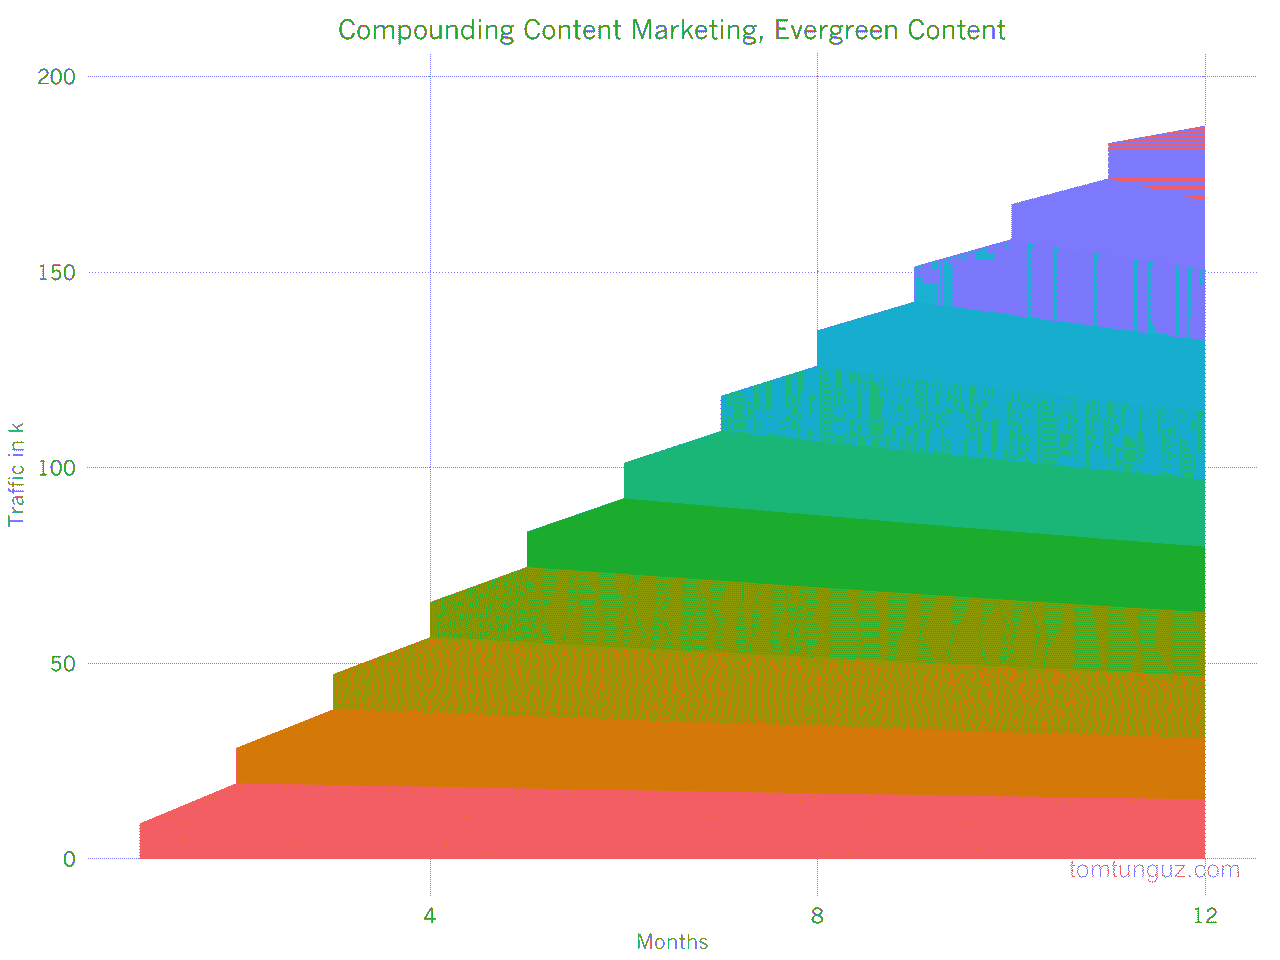 Compounding Content Marketing, Evergreen Content
200
150
100
50
0
Traffic in k
4
8
12
Months
tomtunguz.com